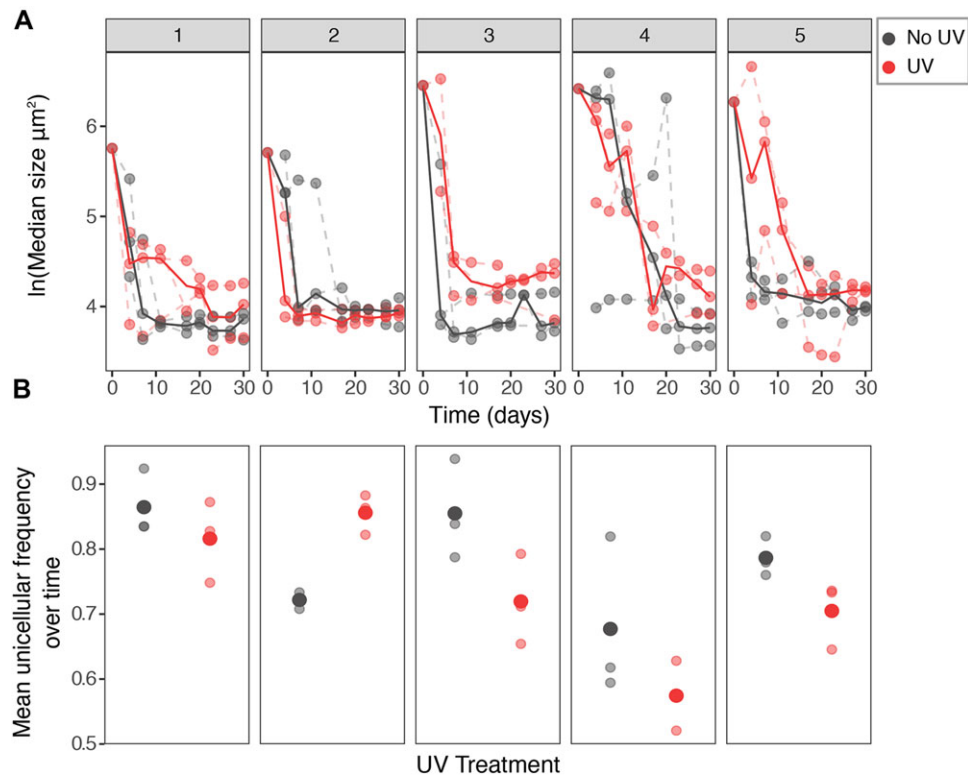 A
1 2 3 4 5
No UV
UV
ln(Median size μm²)
6
5
4
0 10 20 30 0 10 20 30 0 10 20 30 0 10 20 30 0 10 20 30
Time (days)
B
Mean unicellular frequency
over time
0.9
0.8
0.7
0.6
0.5
UV Treatment